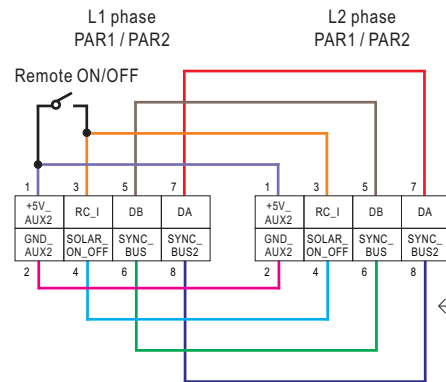 L1 phase
PAR1 / PAR2
L2 phase
PAR1 / PAR2
Remote ON/OFF
1 3 5 7
+5V_
AUX2
RC_I
DB
DA
GND_
AUX2
SOLAR_
ON_OFF
SYNC_
BUS
SYNC_
BUS2
2 4 6 8
1 3 5 7
+5V_
AUX2
RC_I
DB
DA
GND_
AUX2
SOLAR_
ON_OFF
SYNC_
BUS
SYNC_
BUS2
2 4 6 8